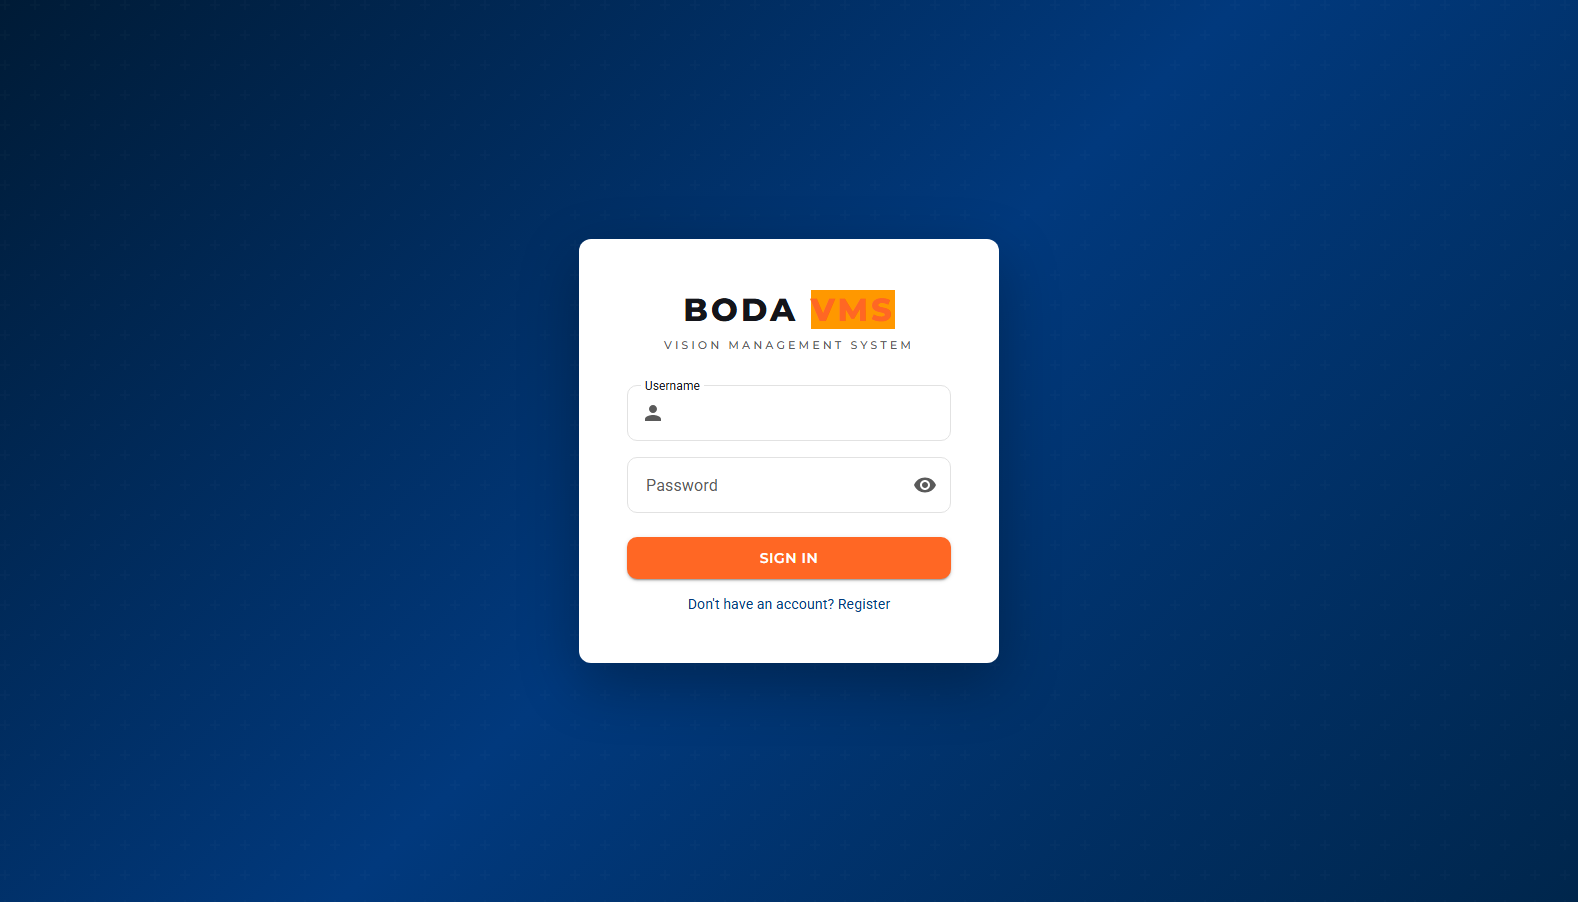 BODA VMS
VISION MANAGEMENT SYSTEM
Username
Password
SIGN IN
Don't have an account? Register